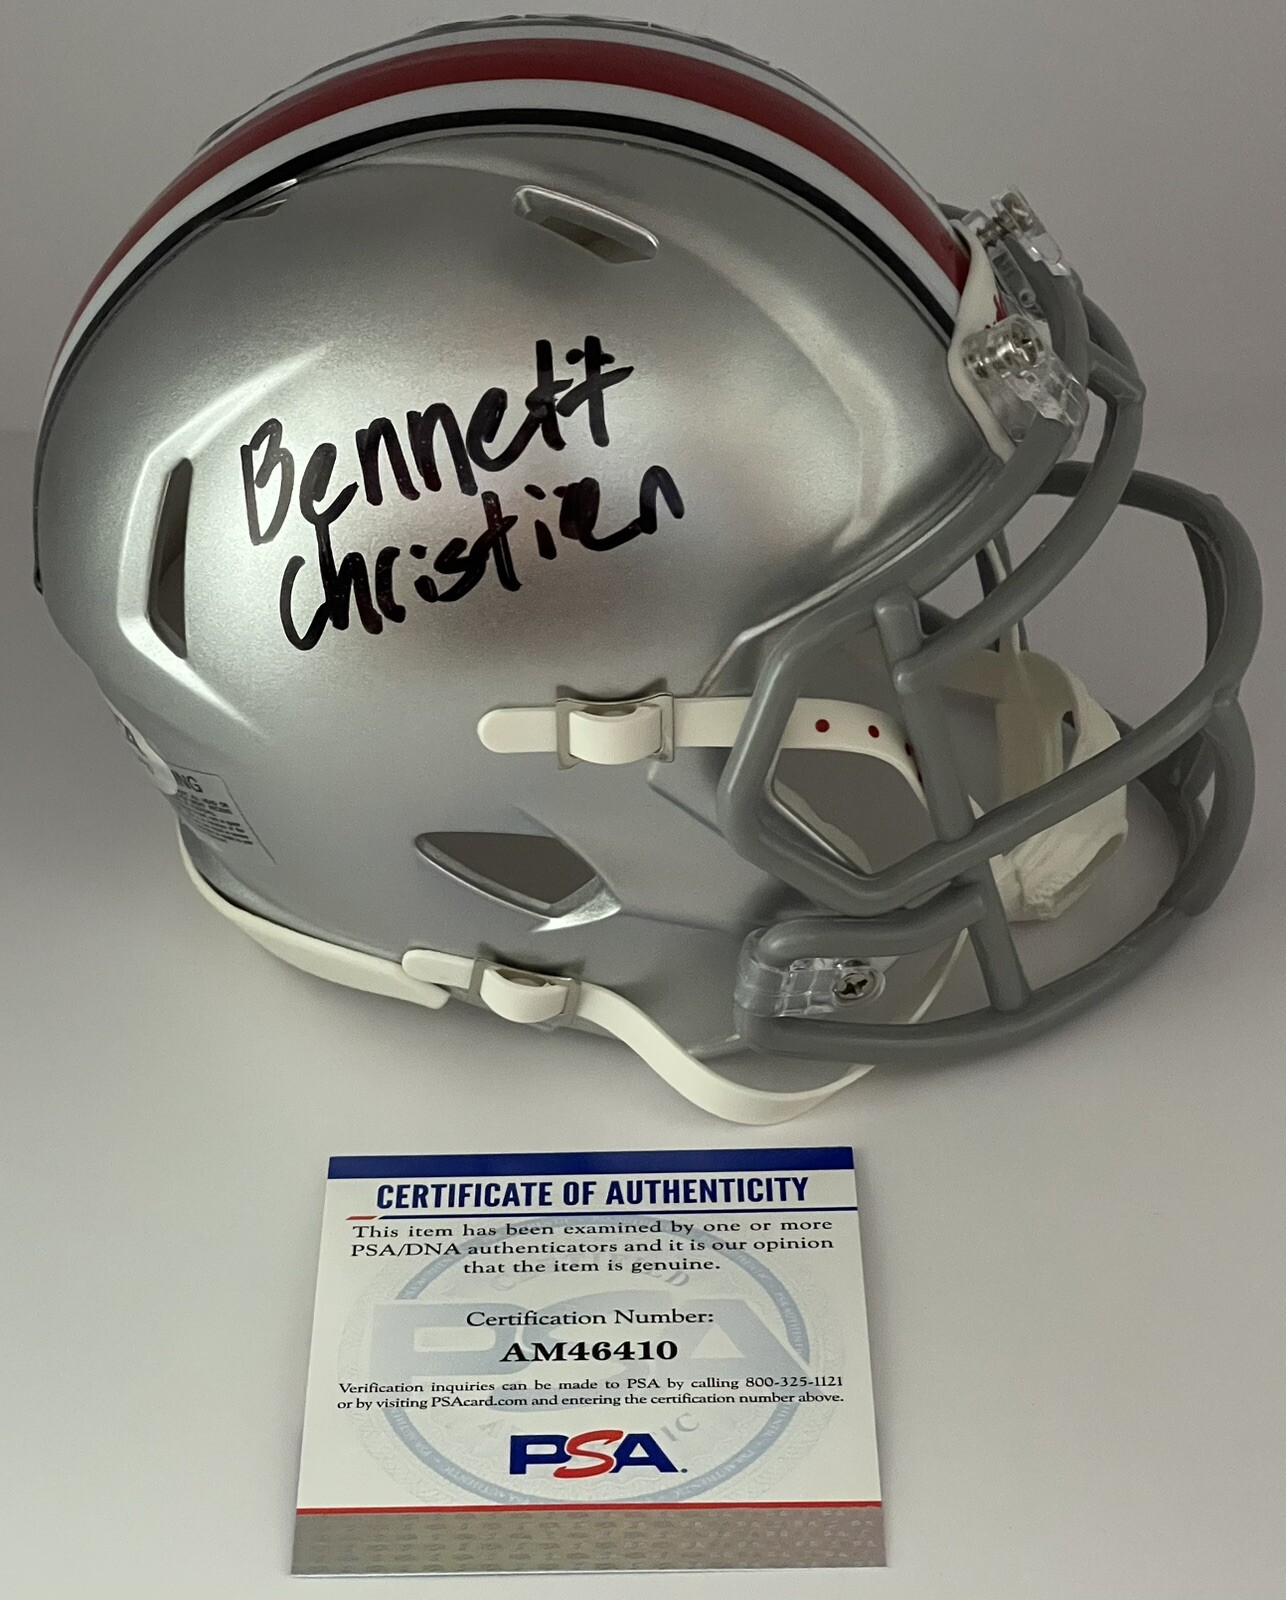 Bennett
Christien
NG
CERTIFICATE OF AUTHENTICITY
This item has been examined by one or more
PSA/DNA authenticators and it is our opinion
that the item is genuine.
Certification Number:
AM46410
Verification inquiries can be made to PSA by calling 800-325-1121
or by visiting PSAcard.com and entering the certification number above.
PSA